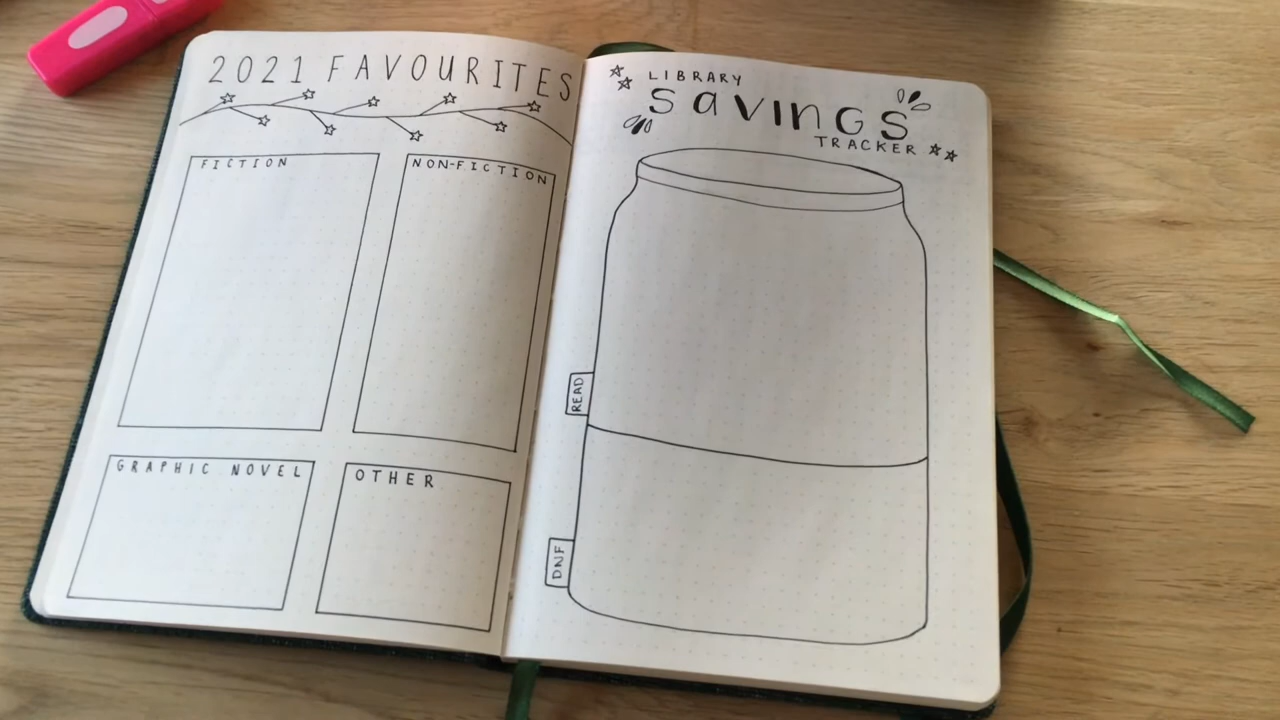 2021 FAVOURITES
FICTION
NON-FICTION
GRAPHIC NOVEL
OTHER
LIBRARY
SAVINGS
TRACKER
READ
DNF